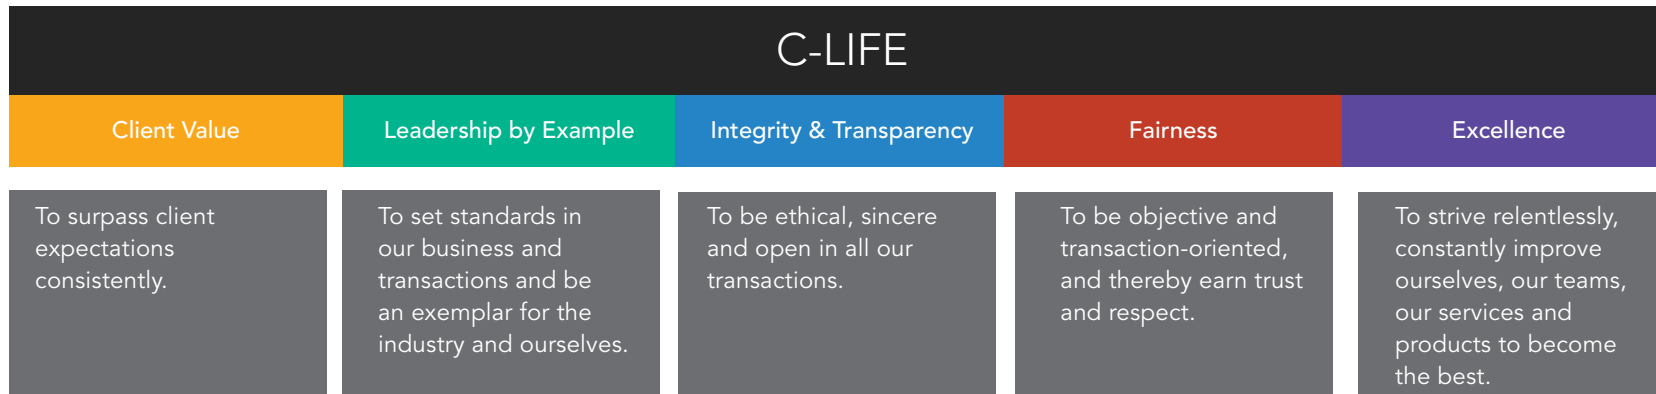 C-LIFE
Client Value
Leadership by Example
Integrity & Transparency
Fairness
Excellence
To surpass client
expectations
consistently.
To set standards in
our business and
transactions and be
an exemplar for the
industry and ourselves.
To be ethical, sincere
and open in all our
transactions.
To be objective and
transaction-oriented,
and thereby earn trust
and respect.
To strive relentlessly,
constantly improve
ourselves, our teams,
our services and
products to become
the best.